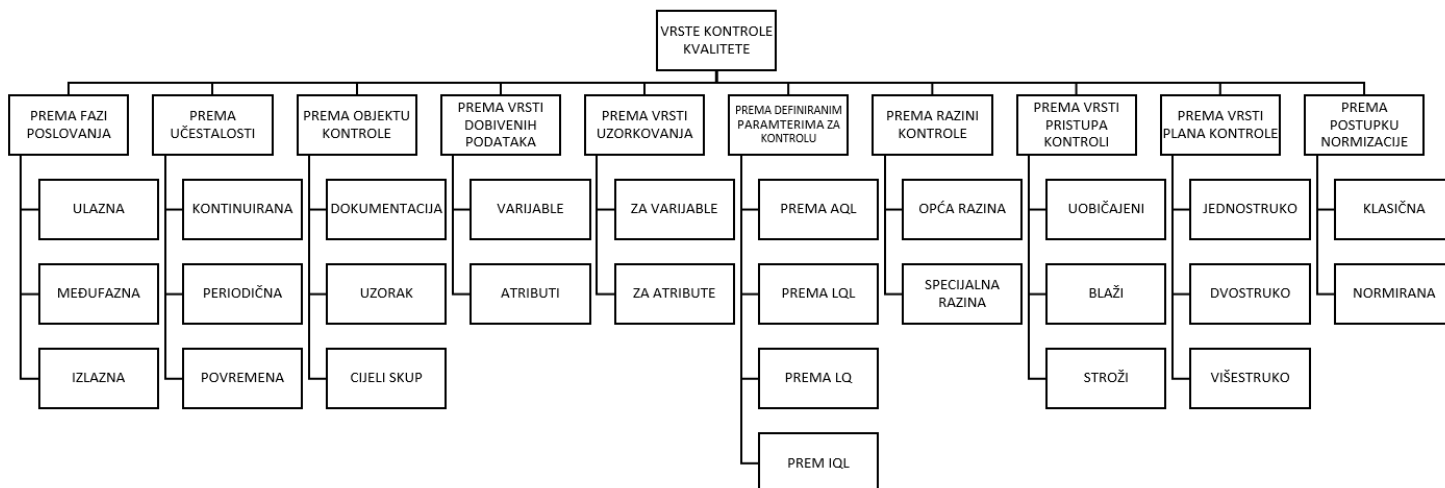 VRSTE KONTROLE
KVALITETE
PREMA FAZI
POSLOVANJA
ULAZNA
MEĐUFAZNA
IZLAZNA
PREMA
UČESTALOSTI
KONTINUIRANA
PERIODIČNA
POVREMENA
PREMA OBJEKTU
KONTROLE
DOKUMENTACIJA
UZORAK
CIJELI SKUP
PREMA VRSTI
DOBIVENIH
PODATAKA
VARIJABLE
ATRIBUTI
PREMA VRSTI
UZORKOVANJA
ZA VARIJABLE
ZA ATRIBUTE
PREMA DEFINIRANIM
PARAMTERIMA ZA
KONTROLU
PREMA AQL
PREMA LQL
PREMA LQ
PREM IQL
PREMA RAZINI
KONTROLE
OPĆA RAZINA
SPECIJALNA
RAZINA
PREMA VRSTI
PRISTUPA
KONTROLI
UOBIČAJENI
BLAŽI
STROŽI
PREMA VRSTI
PLANA KONTROLE
JEDNOSTRUKO
DVOSTRUKO
VIŠESTRUKO
PREMA
POSTUPKU
NORMIZACIJE
KLASIČNA
NORMIRANA